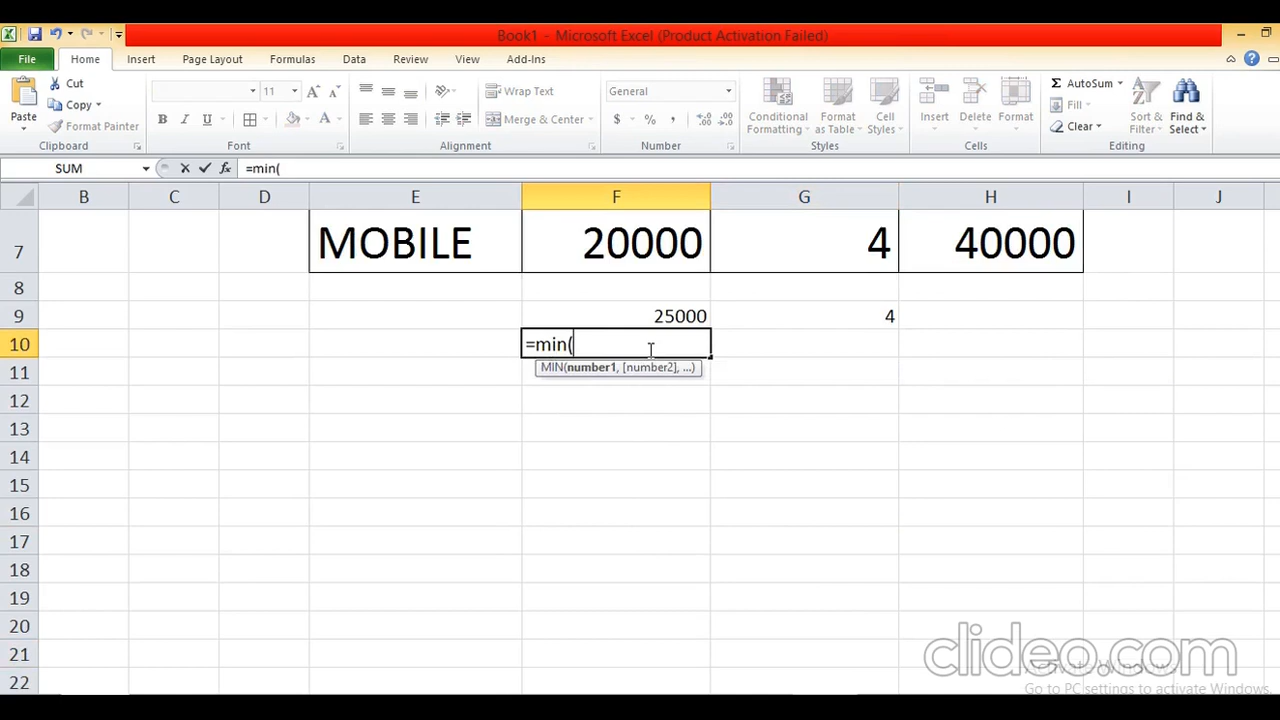 Book1 - Microsoft Excel (Product Activation Failed)
File Home Insert Page Layout Formulas Data Review View Add-Ins
Cut
Copy
Format Painter
Paste
Clipboard
11
Font
Wrap Text
Merge & Center
Alignment
General
Number
Conditional Formatting
Format as Table
Cell Styles
Styles
Insert Delete Format
Cells
AutoSum
Fill
Clear
Sort & Filter
Find & Select
Editing
SUM =min(
B C D E F G H I J
7 MOBILE 20000 4 40000
8
9 25000 4
10 =min(
MIN(number1, [number2], ...)
11
12
13
14
15
16
17
18
19
20
21
22
clideo.com
Activate Windows
Go to PC settings to activate Windows.